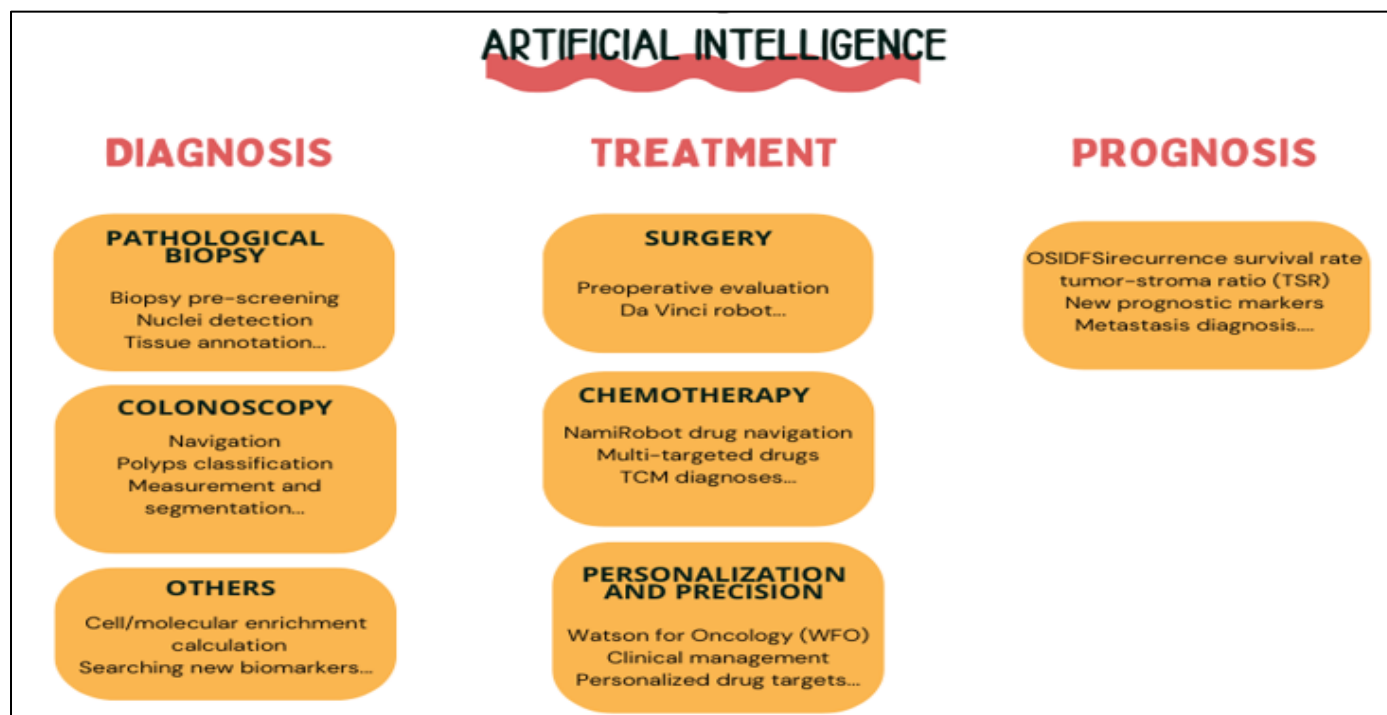 ARTIFICIAL INTELLIGENCE
DIAGNOSIS
PATHOLOGICAL
BIOPSY
Biopsy pre-screening
Nuclei detection
Tissue annotation...
COLONOSCOPY
Navigation
Polyps classification
Measurement and
segmentation...
OTHERS
Cell/molecular enrichment
calculation
Searching new biomarkers...
TREATMENT
SURGERY
Preoperative evaluation
Da Vinci robot...
CHEMOTHERAPY
NamiRobot drug navigation
Multi-targeted drugs
TCM diagnoses...
PERSONALIZATION
AND PRECISION
Watson for Oncology (WFO)
Clinical management
Personalized drug targets...
PROGNOSIS
OSIDFSirecurrence survival rate
tumor-stroma ratio (TSR)
New prognostic markers
Metastasis diagnosis....